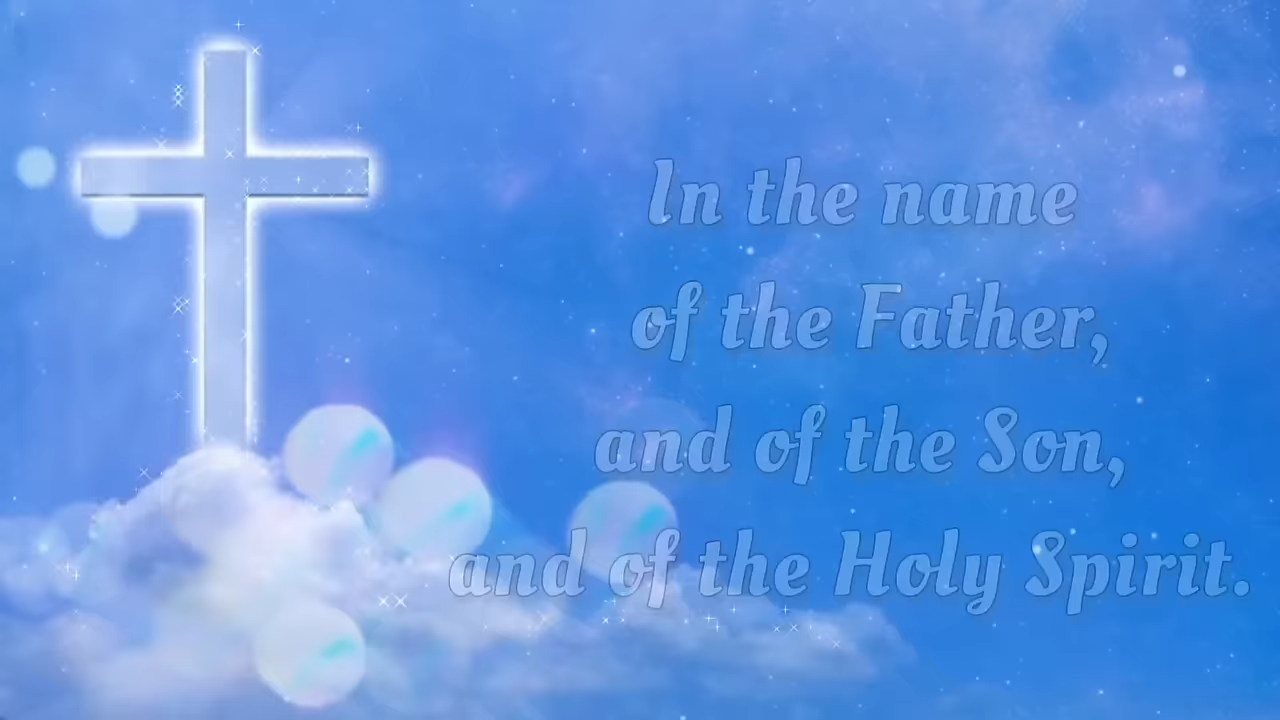 In the name
of the Father,
and of the Son,
and of the Holy Spirit.